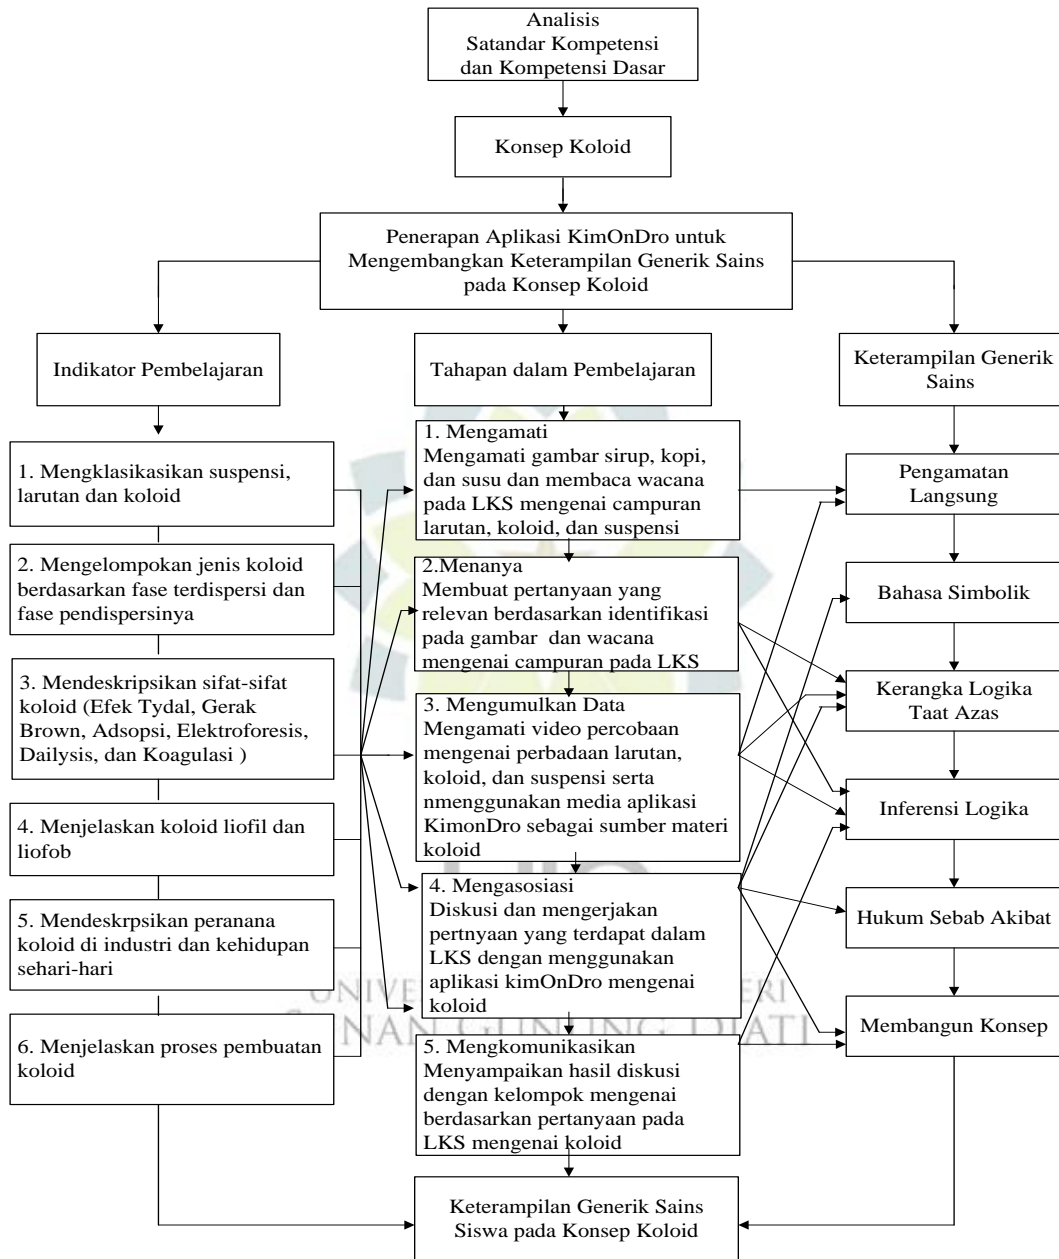 Analisis
Satandar Kompetensi
dan Kompetensi Dasar
Konsep Koloid
Penerapan Aplikasi KimOnDro untuk
Mengembangkan Keterampilan Generik Sains
pada Konsep Koloid
Indikator Pembelajaran
Tahapan dalam Pembelajaran
Keterampilan Generik
Sains
1. Mengklasikasikan suspensi,
larutan dan koloid
2. Mengelompokan jenis koloid
berdasarkan fase terdispersi dan
fase pendispersinya
3. Mendeskripsikan sifat-sifat
koloid (Efek Tydal, Gerak
Brown, Adsopsi, Elektroforesis,
Dailysis, dan Koagulasi )
4. Menjelaskan koloid liofil dan
liofob
5. Mendeskrpsikan peranana
koloid di industri dan kehidupan
sehari-hari
6. Menjelaskan proses pembuatan
koloid
1. Mengamati
Mengamati gambar sirup, kopi,
dan susu dan membaca wacana
pada LKS mengenai campuran
larutan, koloid, dan suspensi
2.Menanya
Membuat pertanyaan yang
relevan berdasarkan identifikasi
pada gambar dan wacana
mengenai campuran pada LKS
3. Mengumulkan Data
Mengamati video percobaan
mengenai perbadaan larutan,
koloid, dan suspensi serta
nmenggunakan media aplikasi
KimonDro sebagai sumber materi
koloid
4. Mengasosiasi
Diskusi dan mengerjakan
pertnyaan yang terdapat dalam
LKS dengan menggunakan
aplikasi kimOnDro mengenai
koloid
5. Mengkomunikasikan
Menyampaikan hasil diskusi
dengan kelompok mengenai
berdasarkan pertanyaan pada
LKS mengenai koloid
Pengamatan
Langsung
Bahasa Simbolik
Kerangka Logika
Taat Azas
Inferensi Logika
Hukum Sebab Akibat
Membangun Konsep
Keterampilan Generik Sains
Siswa pada Konsep Koloid
GUNUNG DJATI